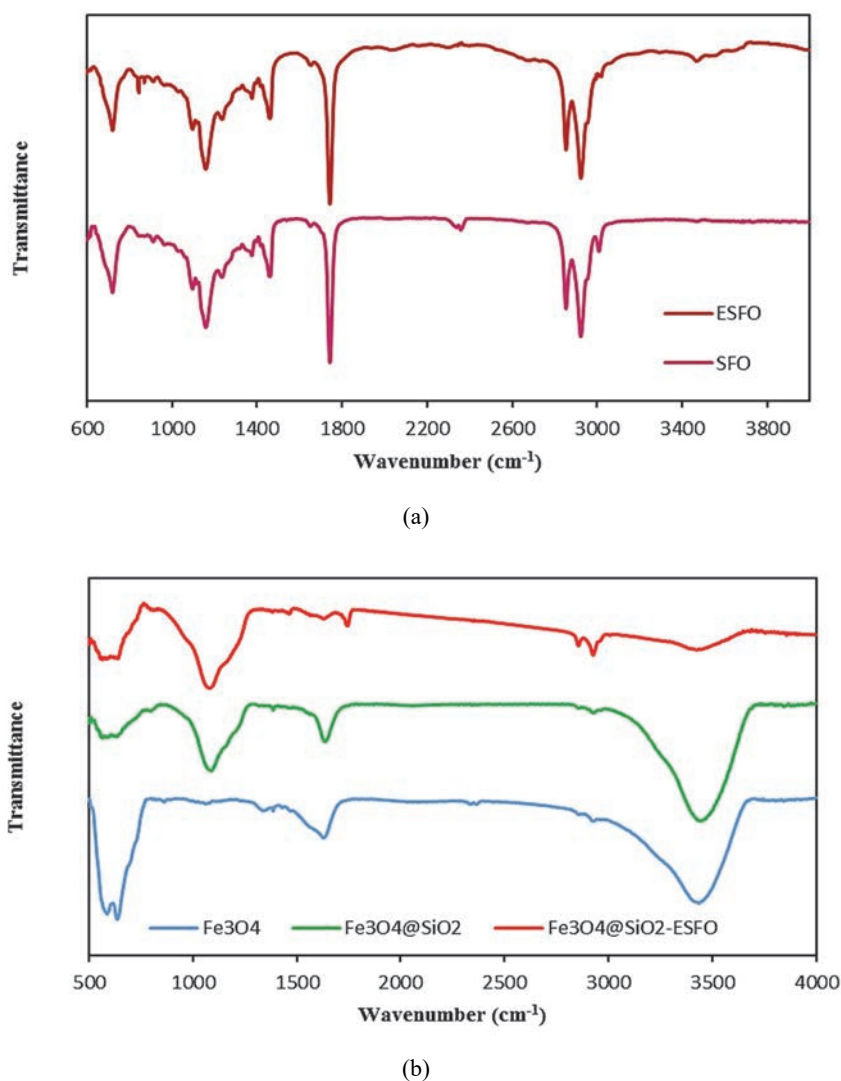 Transmittance
ESFO
SFO
600 1000 1400 1800 2200 2600 3000 3400 3800
Wavenumber (cm⁻¹)
(a)
Transmittance
Fe3O4 Fe3O4@SiO2 Fe3O4@SiO2-ESFO
500 1000 1500 2000 2500 3000 3500 4000
Wavenumber (cm⁻¹)
(b)